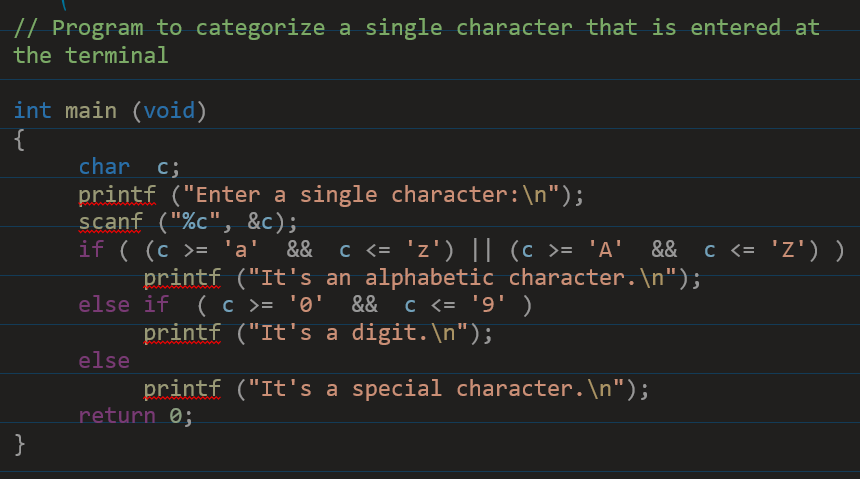 // Program to categorize a single character that is entered at
the terminal
int main (void)
{
char  c;
printf ("Enter a single character:\n");
scanf ("%c", &c);
if ( (c >= 'a'  &&  c <= 'z') || (c >= 'A'  &&  c <= 'Z') )
printf ("It's an alphabetic character.\n");
else if  ( c >= '0'  &&  c <= '9' )
printf ("It's a digit.\n");
else
printf ("It's a special character.\n");
return 0;
}